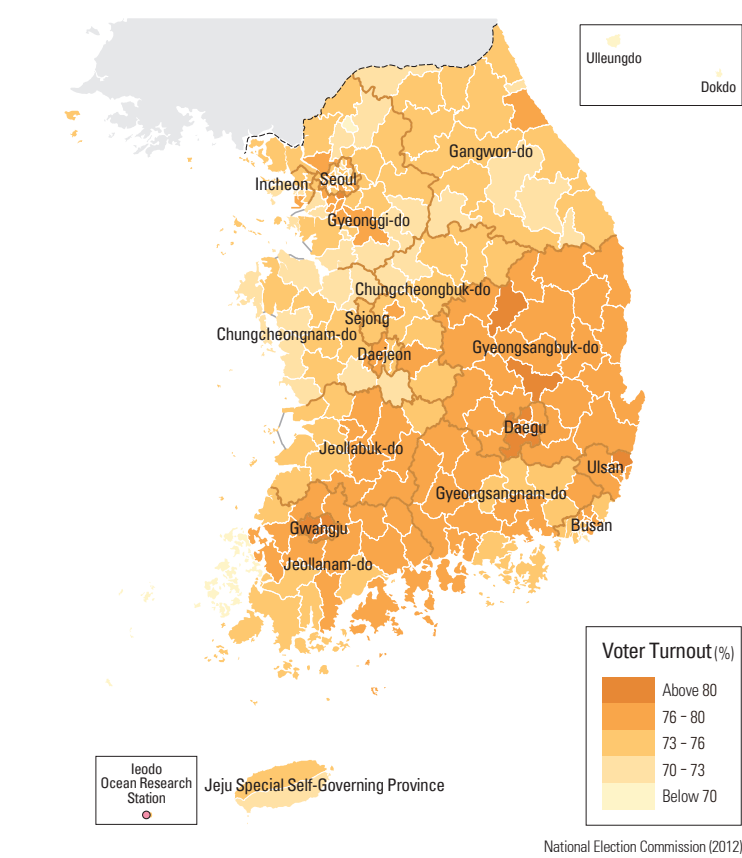 Ulleungdo
Dokdo
Gangwon-do
Incheon
Seoul
Gyeonggi-do
Chungcheongbuk-do
Sejong
Chungcheongnam-do
Daejeon
Gyeongsangbuk-do
Daegu
Jeollabuk-do
Ulsan
Gyeongsangnam-do
Busan
Gwangju
Jeollanam-do
Voter Turnout (%)
Above 80
76 - 80
73 - 76
70 - 73
Below 70
Ieodo
Ocean Research
Station
Jeju Special Self-Governing Province
National Election Commission (2012)